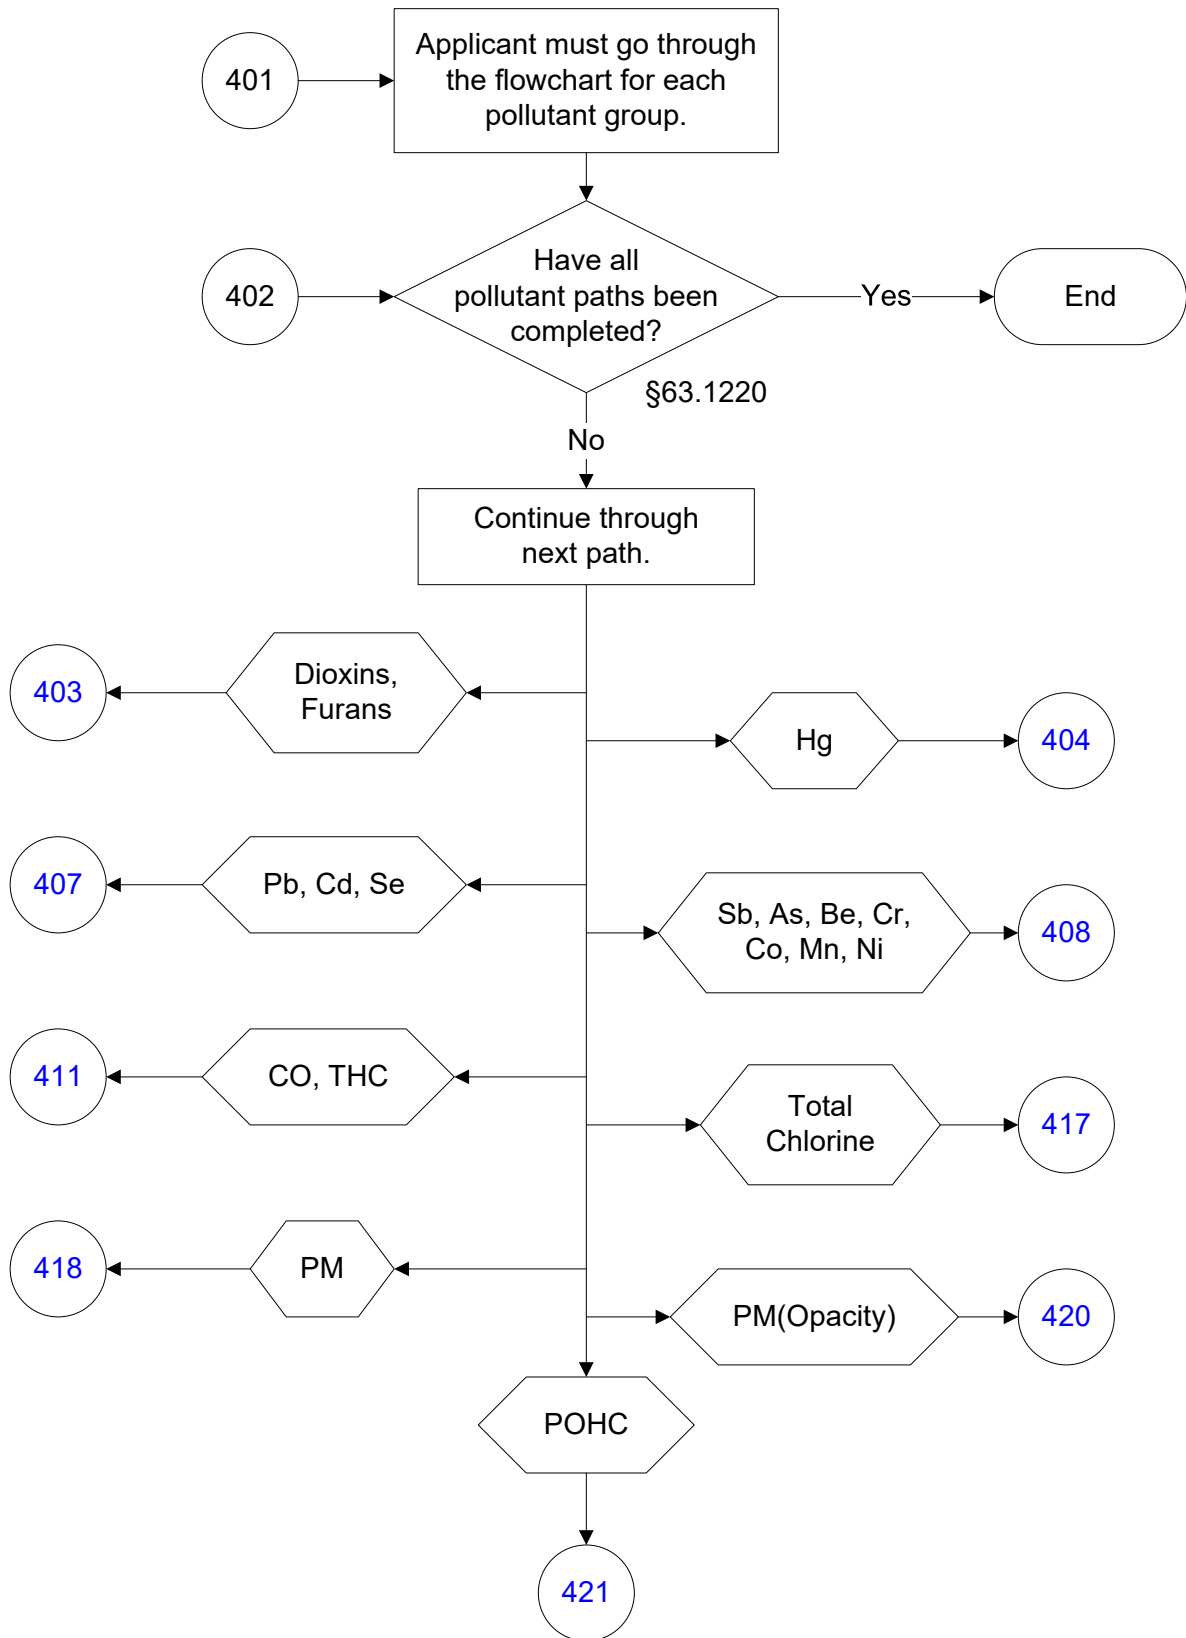 401
Applicant must go through
the flowchart for each
pollutant group.
402
Have all
pollutant paths been
completed?
Yes
End
§63.1220
No
Continue through
next path.
403
Dioxins,
Furans
Hg
404
407
Pb, Cd, Se
Sb, As, Be, Cr,
Co, Mn, Ni
408
411
CO, THC
Total
Chlorine
417
418
PM
PM(Opacity)
420
POHC
421